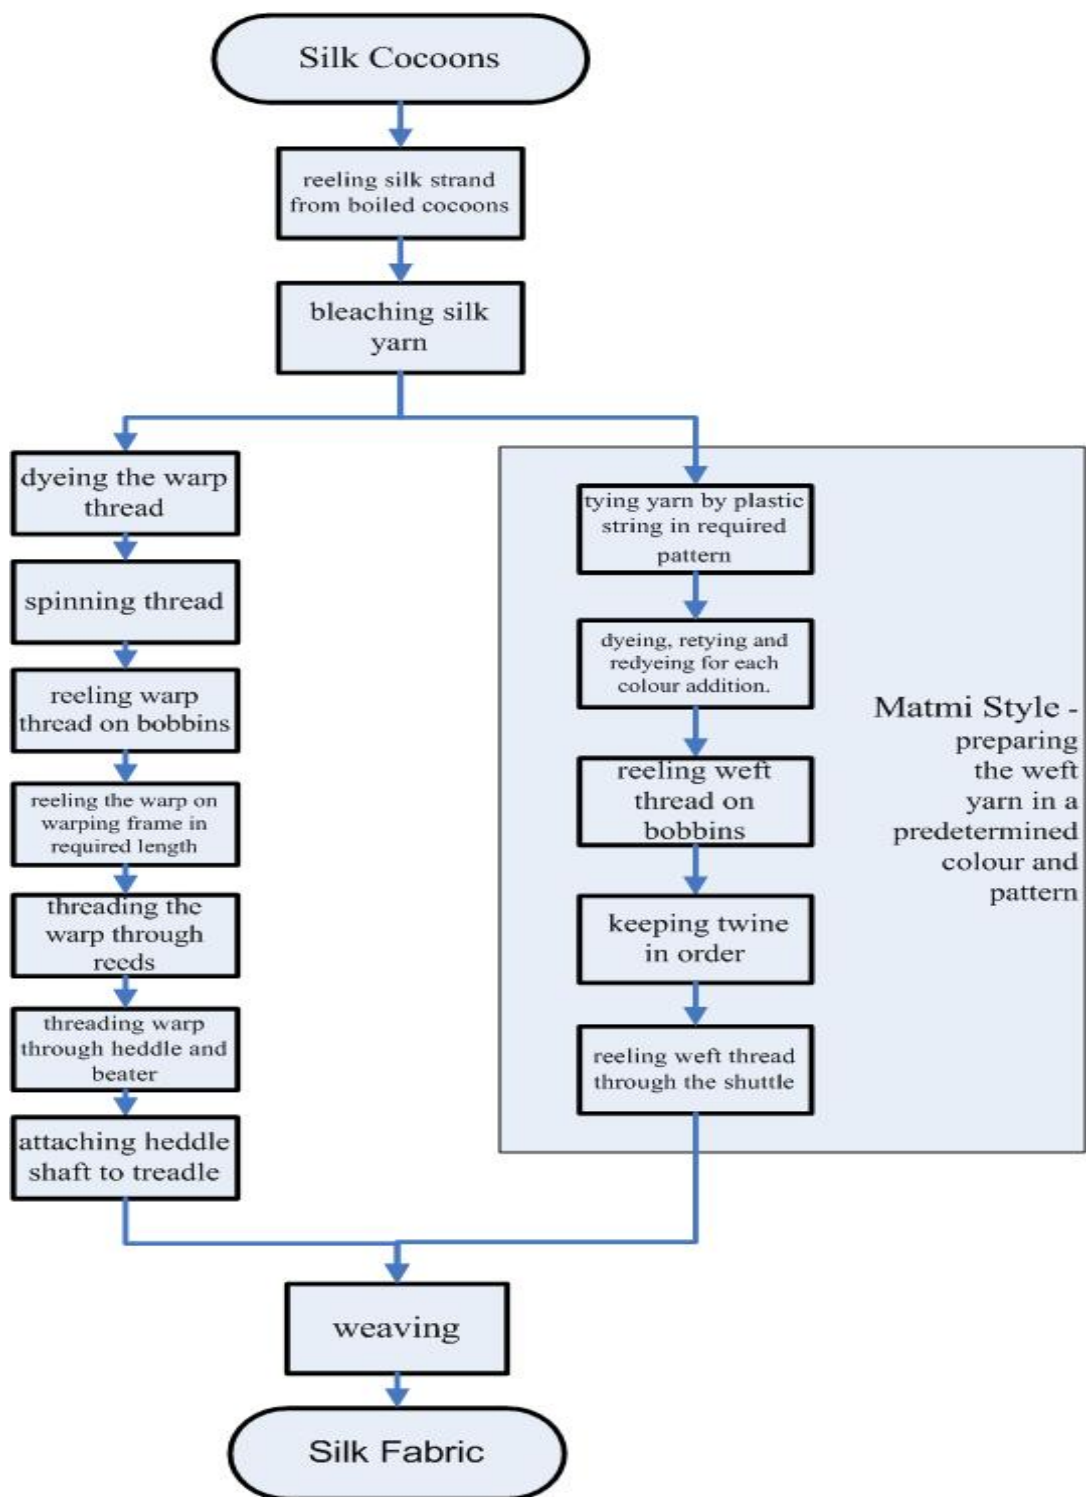 Silk Cocoons
reeling silk strand
from boiled cocoons
bleaching silk
yarn
dyeing the warp
thread
spinning thread
reeling warp
thread on bobbins
reeling the warp on
warping frame in
required length
threading the
warp through
reeds
threading warp
through heddle and
beater
attaching heddle
shaft to treadle
tying yarn by plastic
string in required
pattern
dyeing, retying and
redyeing for each
colour addition.
reeling weft
thread on
bobbins
keeping twine
in order
reeling weft thread
through the shuttle
Matmi Style -
preparing
the weft
yarn in a
predetermined
colour and
pattern
weaving
Silk Fabric